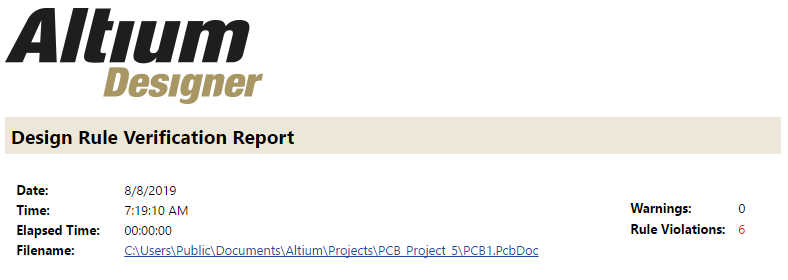 Altium
Designer
Design Rule Verification Report
Date: 8/8/2019
Time: 7:19:10 AM
Elapsed Time: 00:00:00
Filename: C:\Users\Public\Documents\Altium\Projects\PCB_Project_5\PCB1.PcbDoc
Warnings: 0
Rule Violations: 6